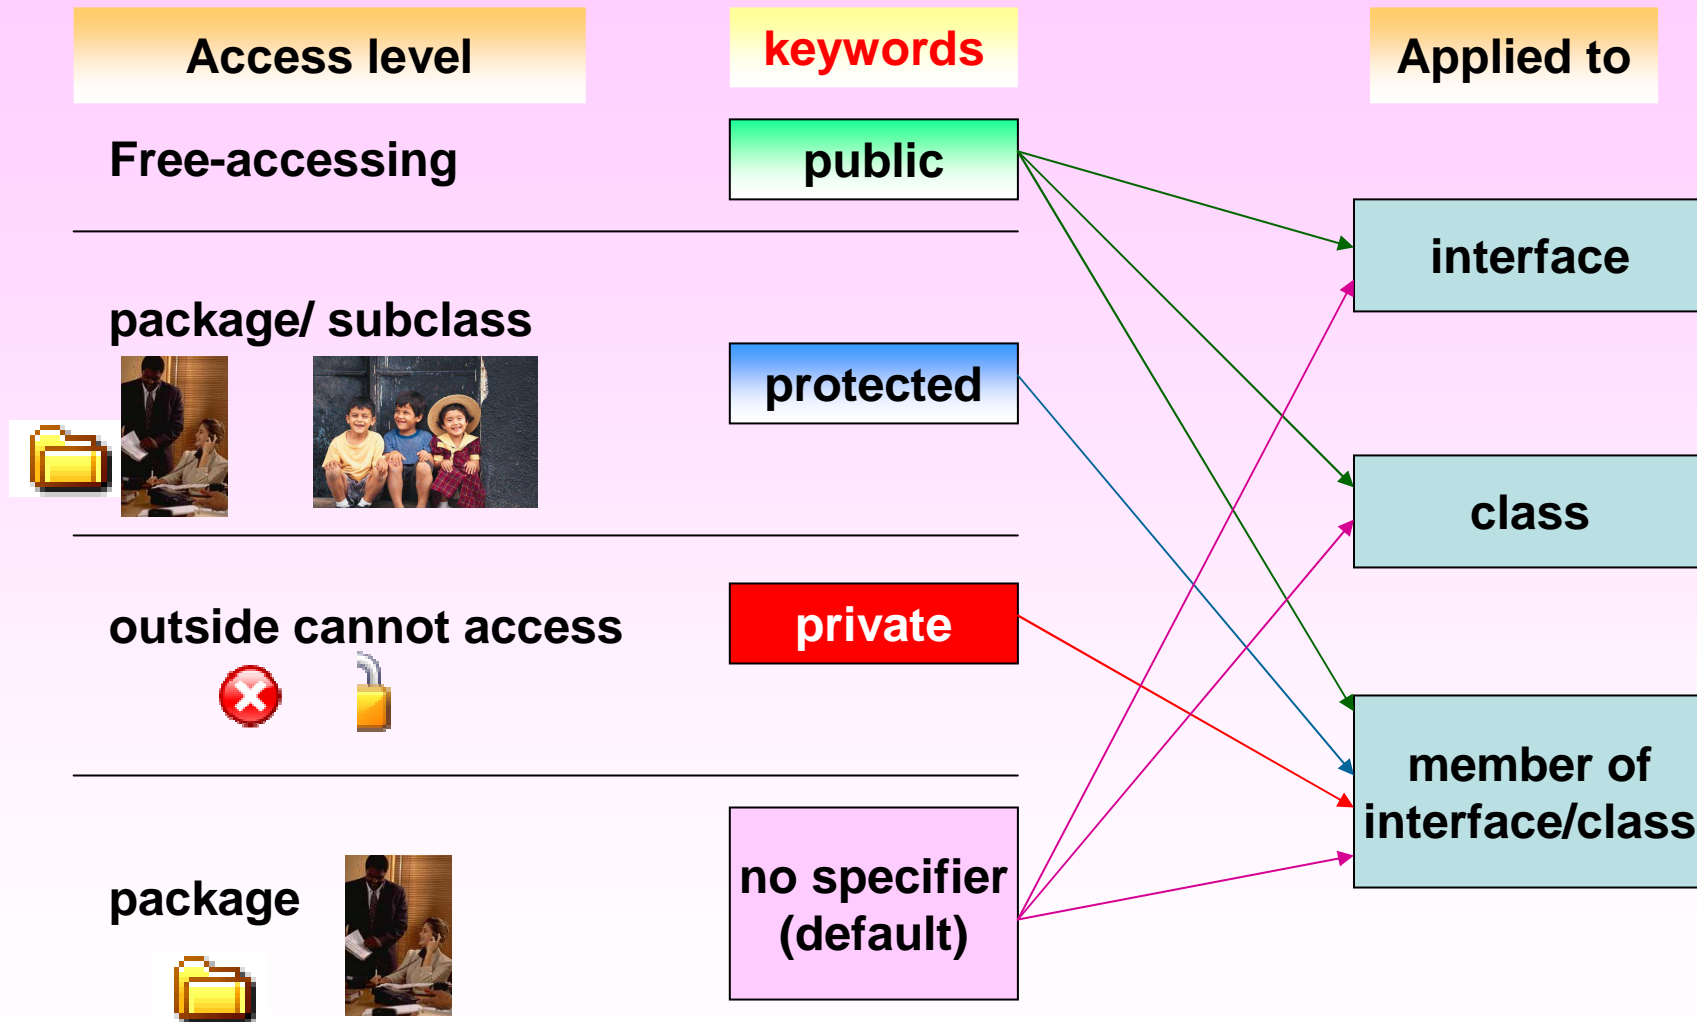 Access level
keywords
Applied to
Free-accessing
public
interface
package/ subclass
protected
class
outside cannot access
private
member of
interface/class
package
no specifier
(default)